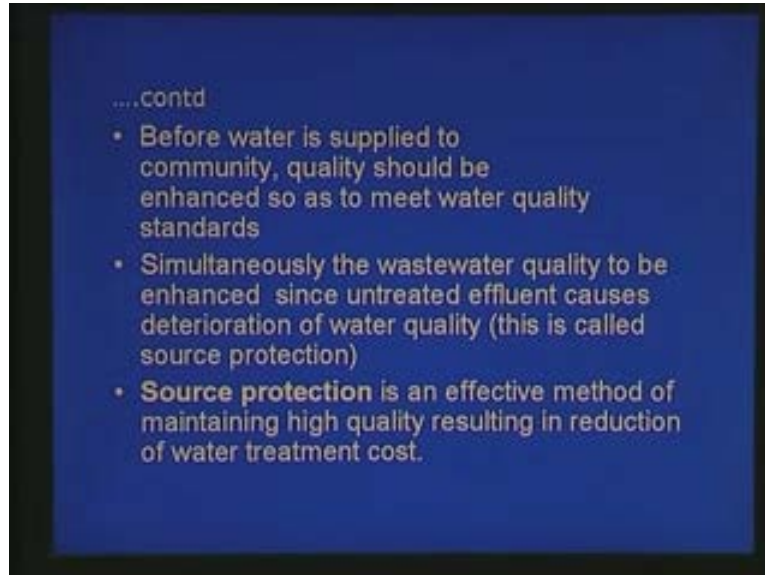 ....contd
• Before water is supplied to
community, quality should be
enhanced so as to meet water quality
standards
• Simultaneously the wastewater quality to be
enhanced since untreated effluent causes
deterioration of water quality (this is called
source protection)
• Source protection is an effective method of
maintaining high quality resulting in reduction
of water treatment cost.